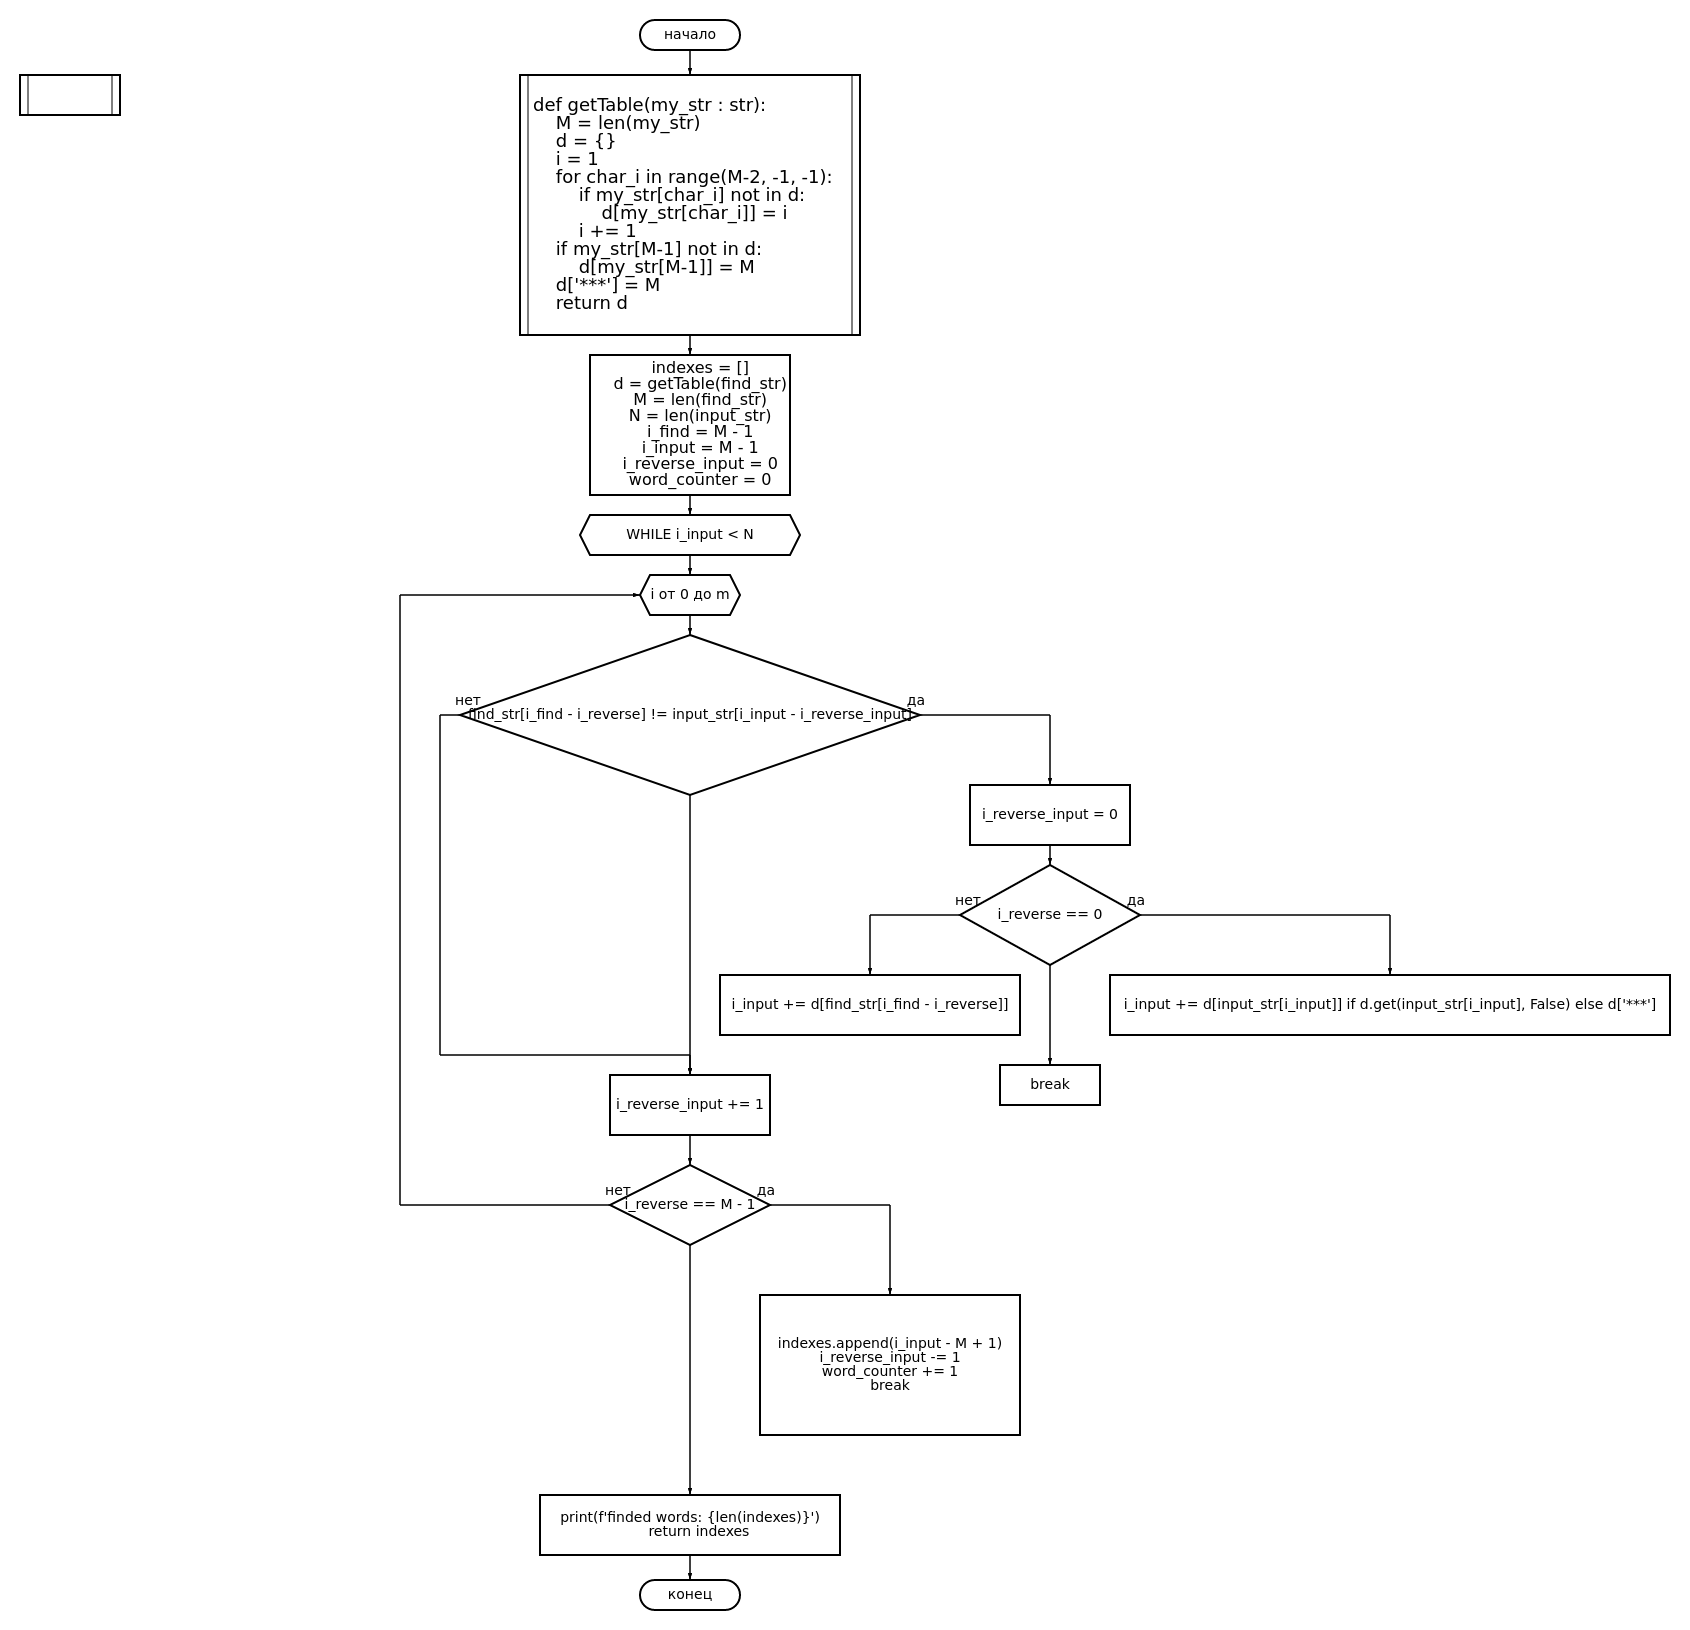 начало
def getTable(my_str : str):
    M = len(my_str)
    d = {}
    i = 1
    for char_i in range(M-2, -1, -1):
        if my_str[char_i] not in d:
            d[my_str[char_i]] = i
        i += 1
    if my_str[M-1] not in d:
        d[my_str[M-1]] = M
    d['***'] = M
    return d
indexes = []
d = getTable(find_str)
M = len(find_str)
N = len(input_str)
i_find = M - 1
i_input = M - 1
i_reverse_input = 0
word_counter = 0
WHILE i_input < N
i от 0 до m
нет
да
find_str[i_find - i_reverse] != input_str[i_input - i_reverse_input]
i_reverse_input = 0
нет
да
i_reverse == 0
i_input += d[find_str[i_find - i_reverse]]
i_input += d[input_str[i_input]] if d.get(input_str[i_input], False) else d['***']
break
i_reverse_input += 1
нет
да
i_reverse == M - 1
indexes.append(i_input - M + 1)
i_reverse_input -= 1
word_counter += 1
break
print(f'finded words: {len(indexes)}')
return indexes
конец